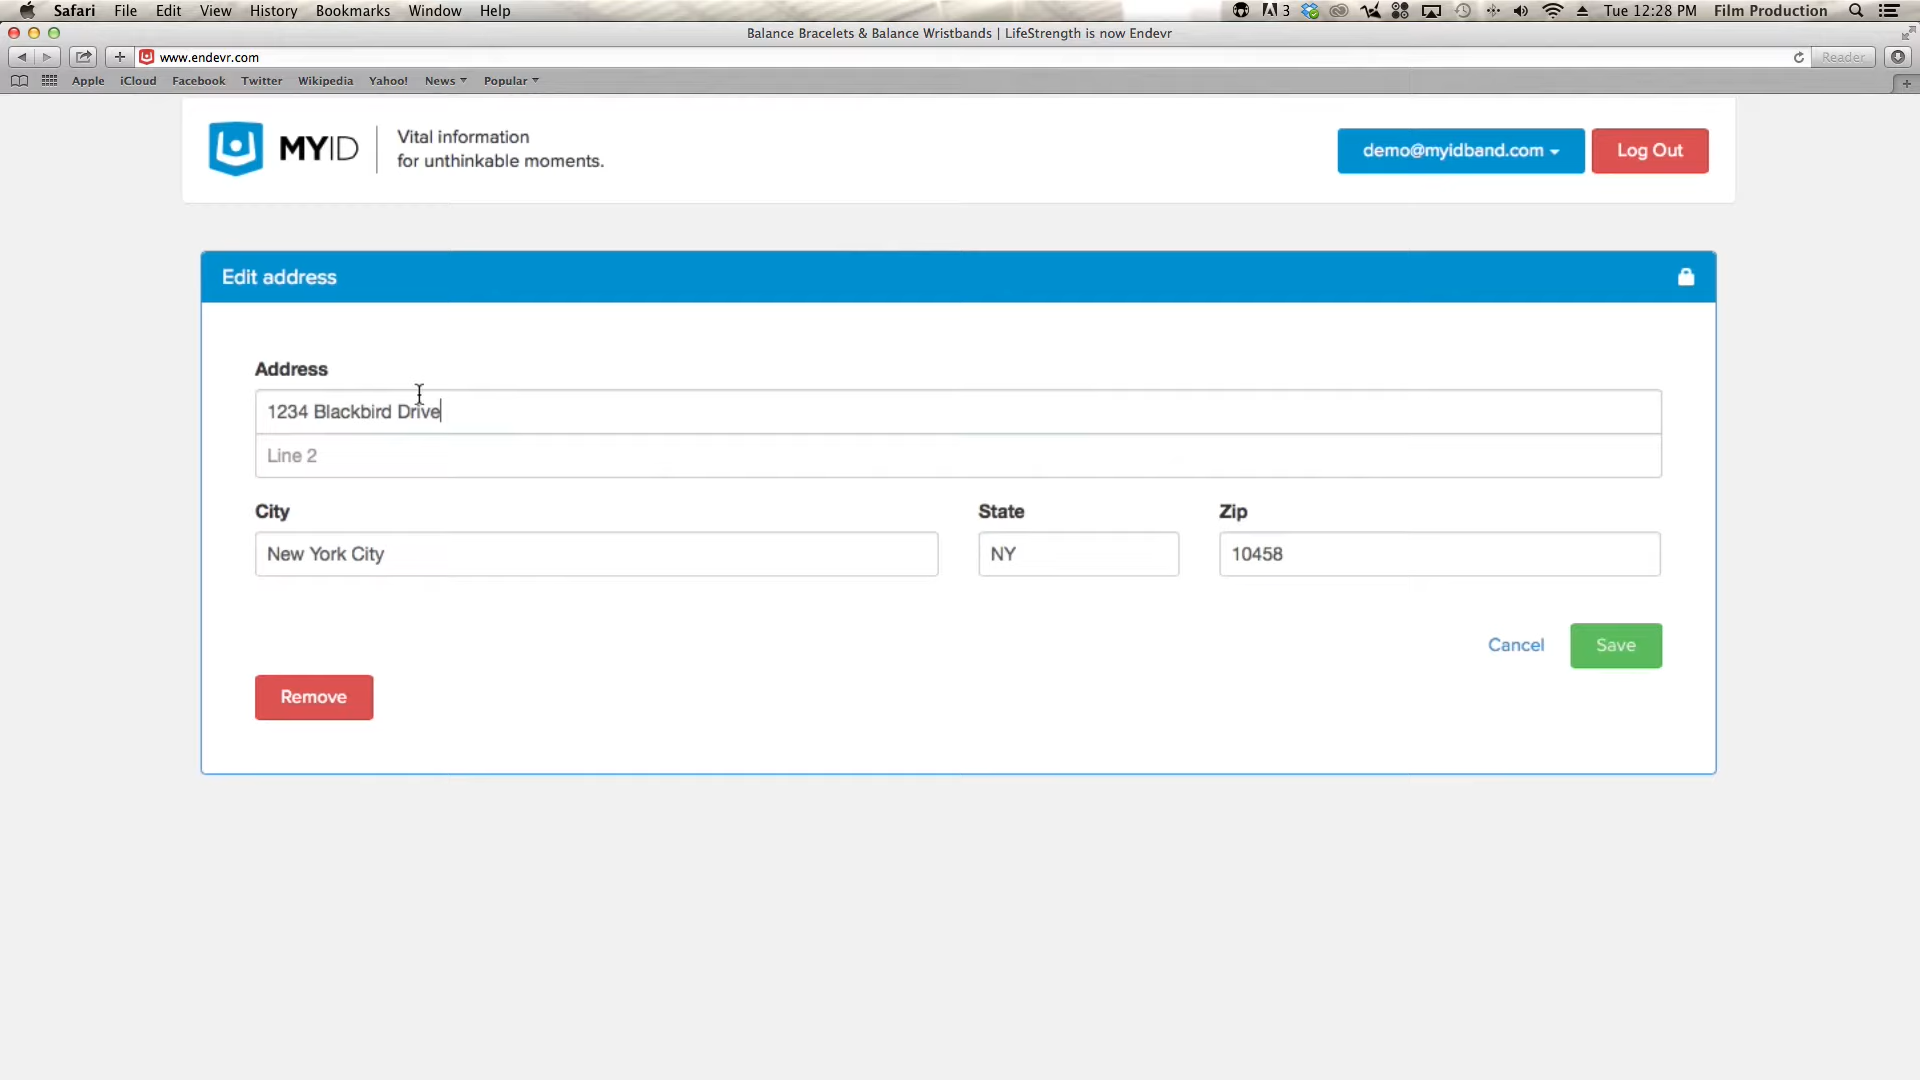 Safari File Edit View History Bookmarks Window Help 3 Tue 12:28 PM Film Production
Balance Bracelets & Balance Wristbands | LifeStrength is now Endevr
www.endevr.com Reader
Apple iCloud Facebook Twitter Wikipedia Yahoo! News Popular
MYID
Vital information
for unthinkable moments.
demo@myidband.com Log Out
Edit address
Address
1234 Blackbird Drive
Line 2
City State Zip
New York City NY 10458
Cancel Save
Remove